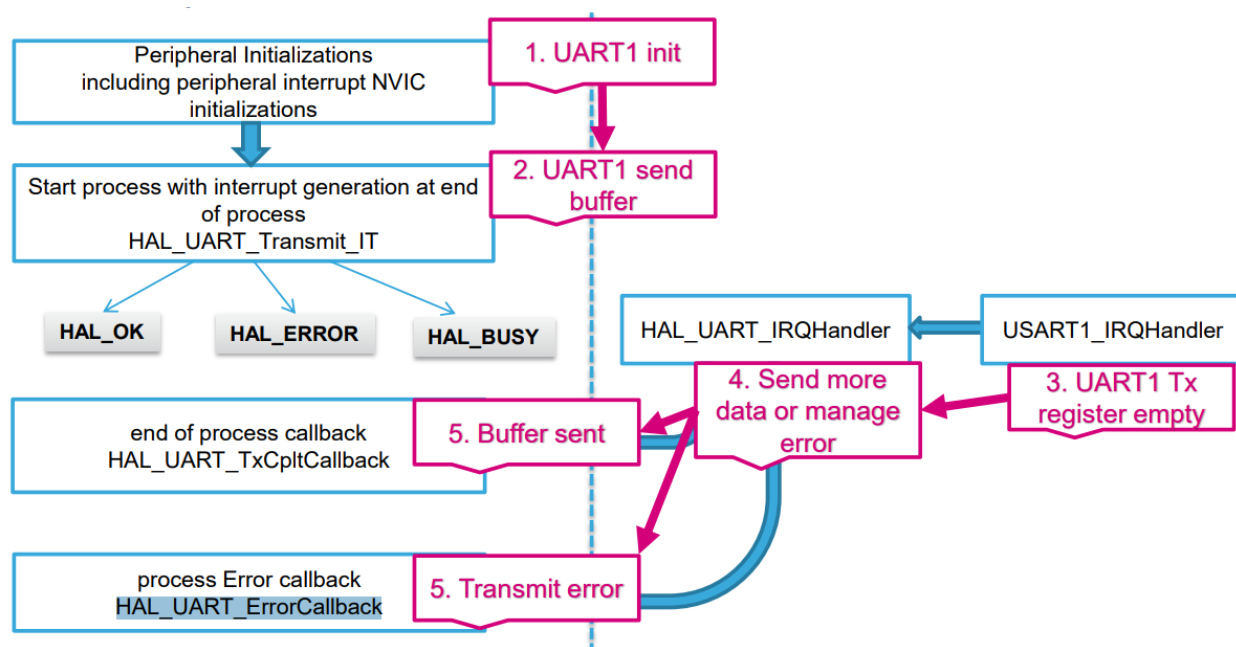 Peripheral Initializations
including peripheral interrupt NVIC
initializations
1. UART1 init
Start process with interrupt generation at end
of process
HAL_UART_Transmit_IT
2. UART1 send
buffer
HAL_OK
HAL_ERROR
HAL_BUSY
HAL_UART_IRQHandler
USART1_IRQHandler
3. UART1 Tx
register empty
4. Send more
data or manage
error
end of process callback
HAL_UART_TxCpltCallback
5. Buffer sent
process Error callback
HAL_UART_ErrorCallback
5. Transmit error